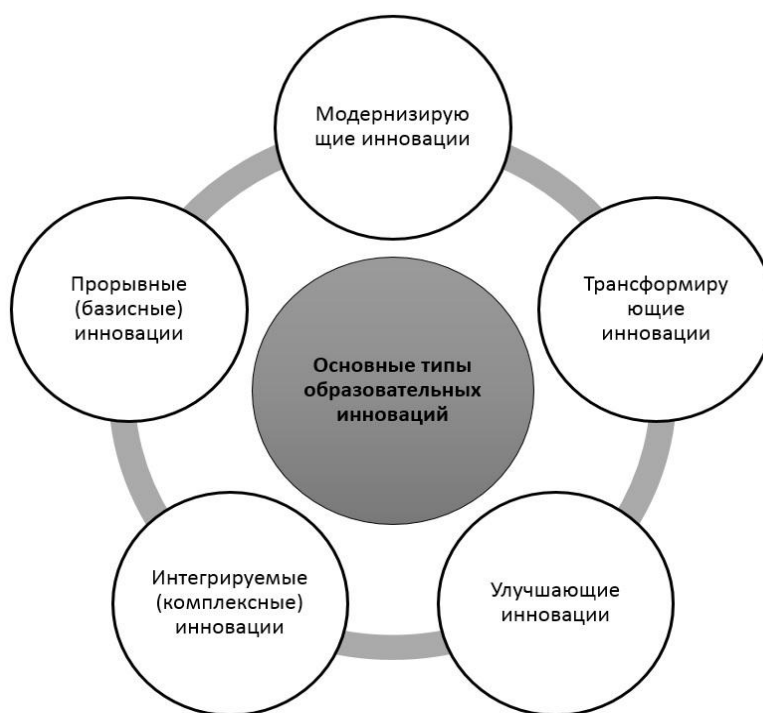 Модернизирую
щие инновации
Прорывные
(базисные)
инновации
Трансформиру
ющие
инновации
Основные типы
образовательных
инноваций
Интегрируемые
(комплексные)
инновации
Улучшающие
инновации